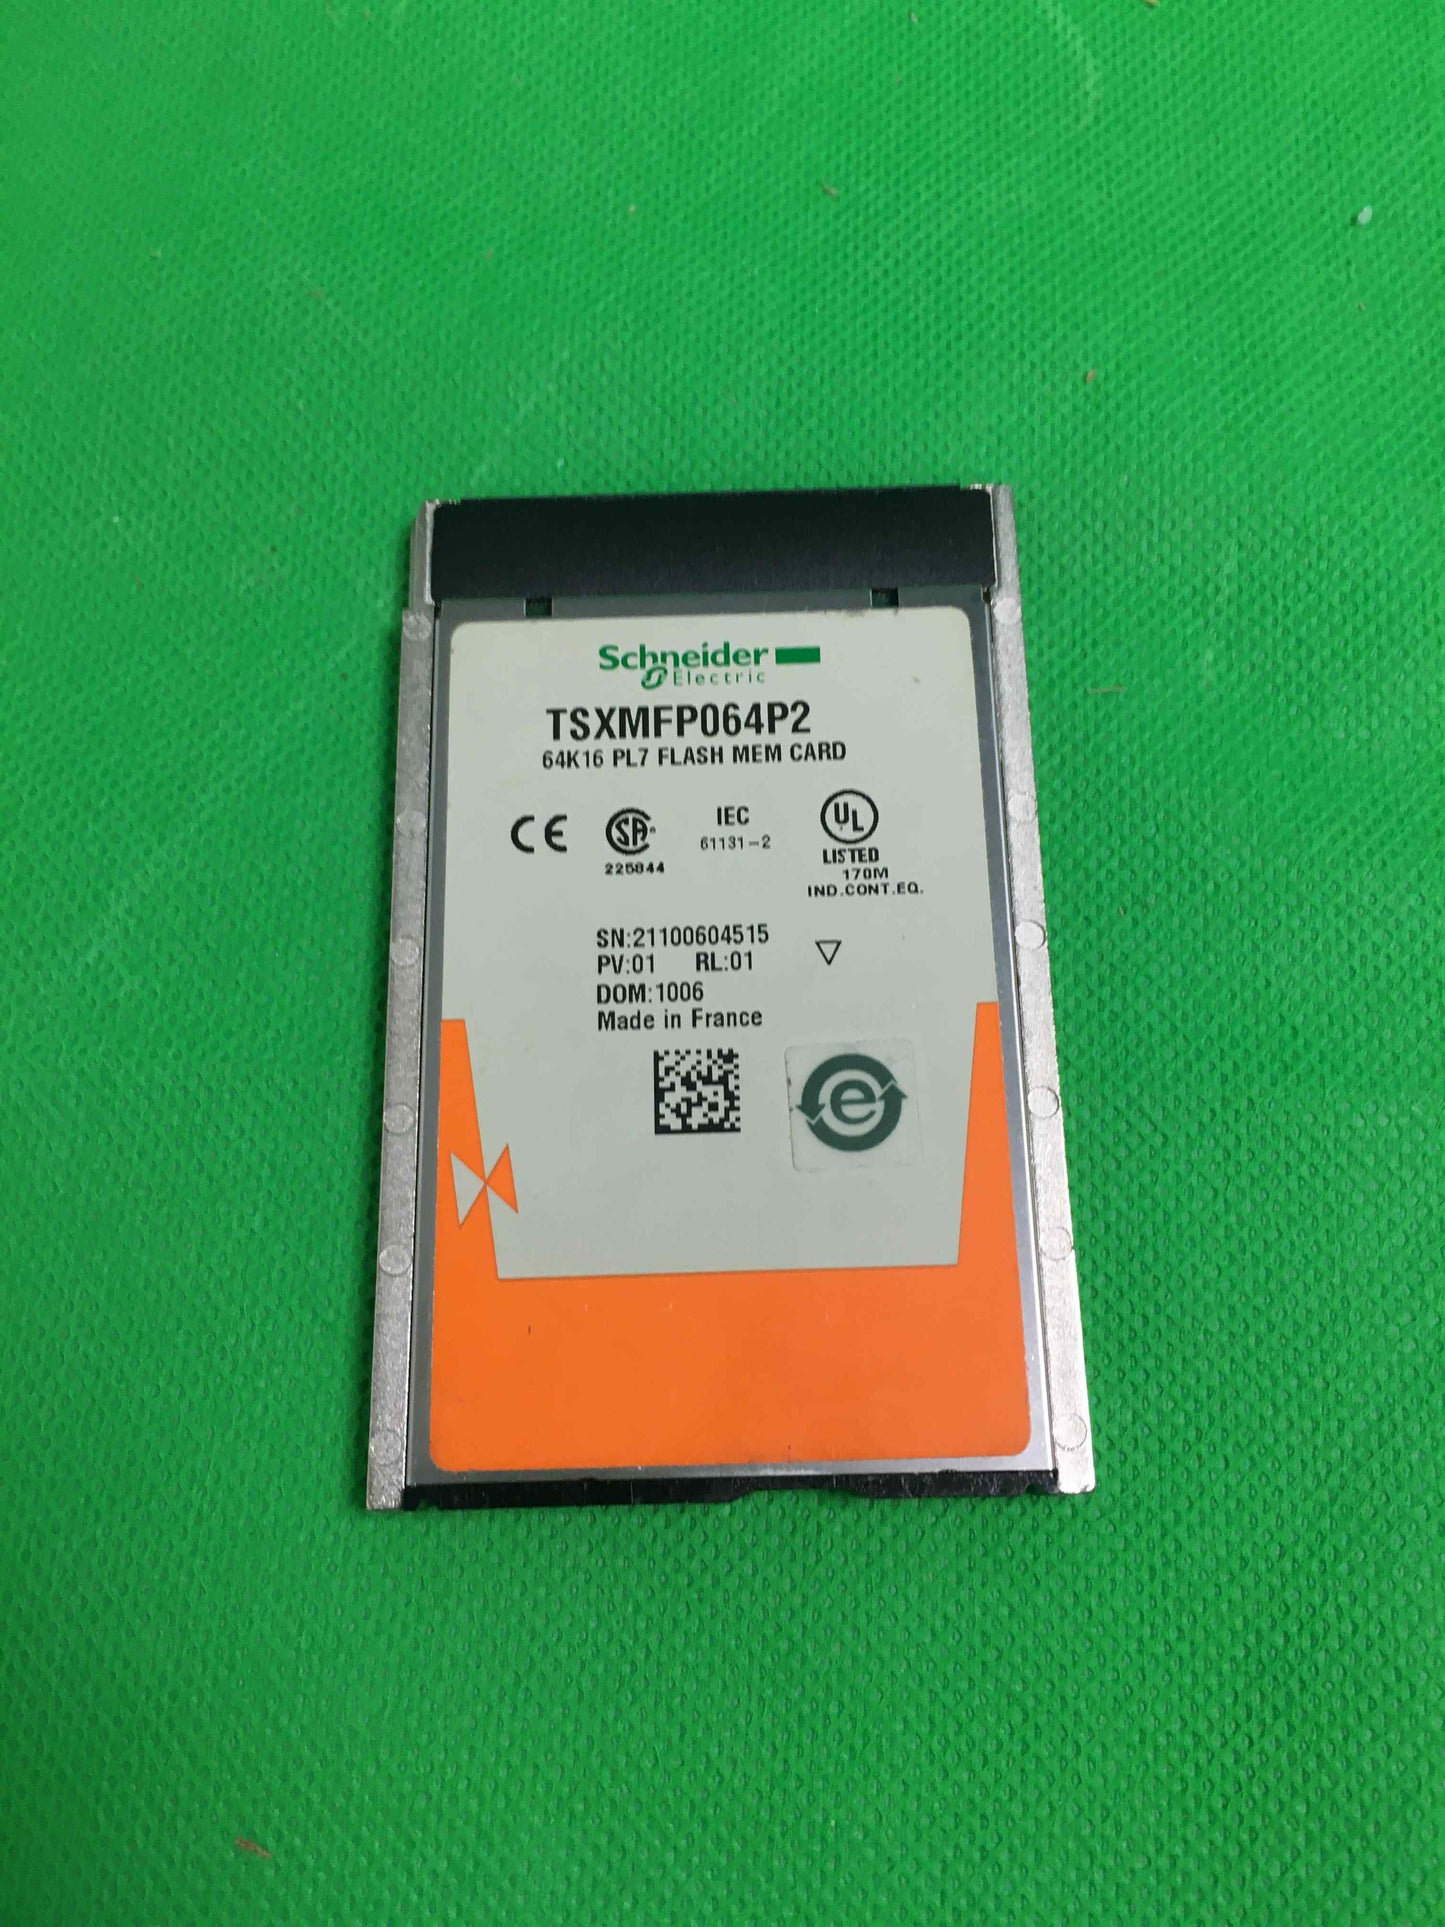 Schneider
Electric
TSXMFP064P2
64K16 PL7 FLASH MEM CARD
CE
SA
225844
IEC
61131-2
UL
LISTED
170M
IND.CONT.EQ.
SN:21100604515
PV:01 RL:01
DOM:1006
Made in France
e